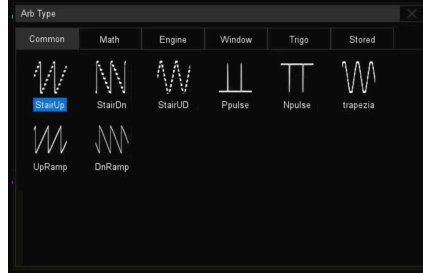 Arb Type
Common Math Engine Window Trigo Stored
StairUp StairDn StairUD Ppulse Npulse trapezia
UpRamp DnRamp